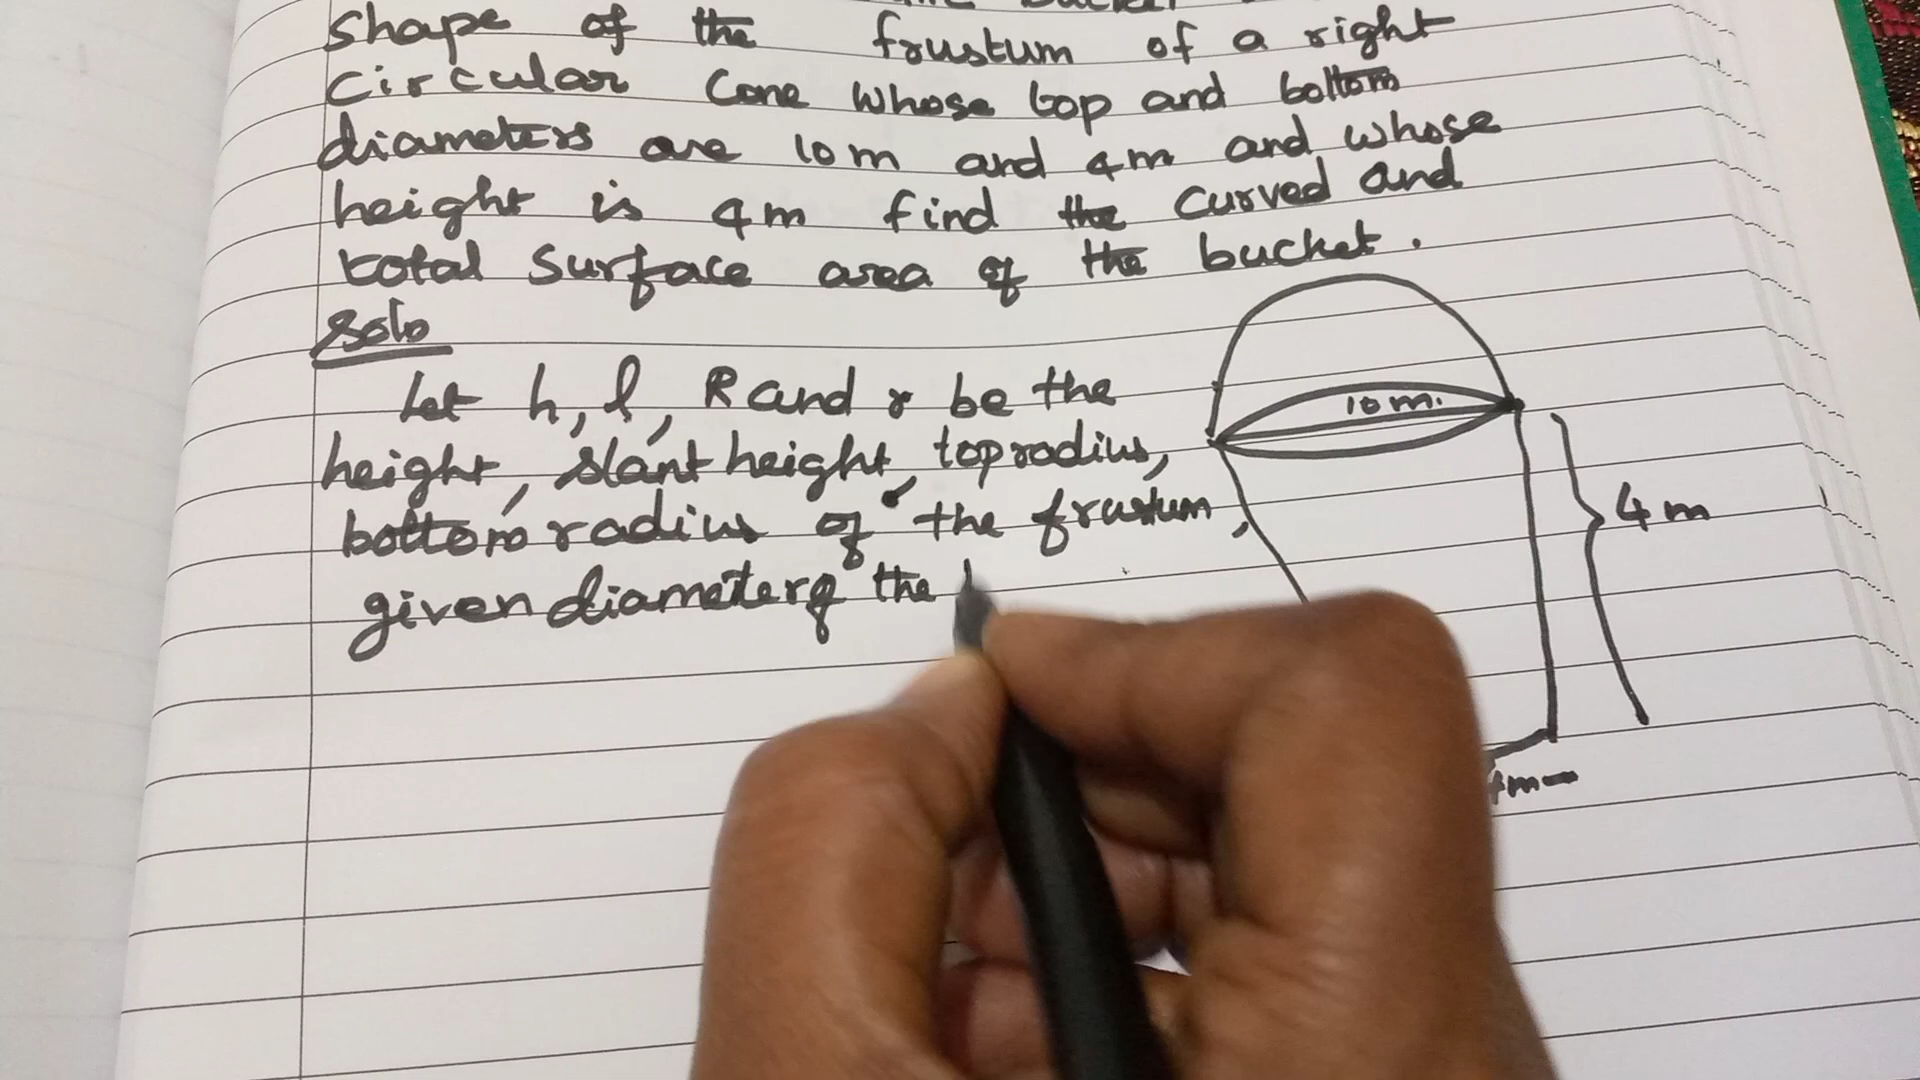 shape of the frustum of a right
circular cone whose top and bottom
diameters are 10m and 4m and whose
height is 4m find the curved and
total surface area of the bucket.
Soln
Let h, l, R and r be the
height, slant height, top radius,
bottom radius of the frustum,
given diameter of the
10m.
4m